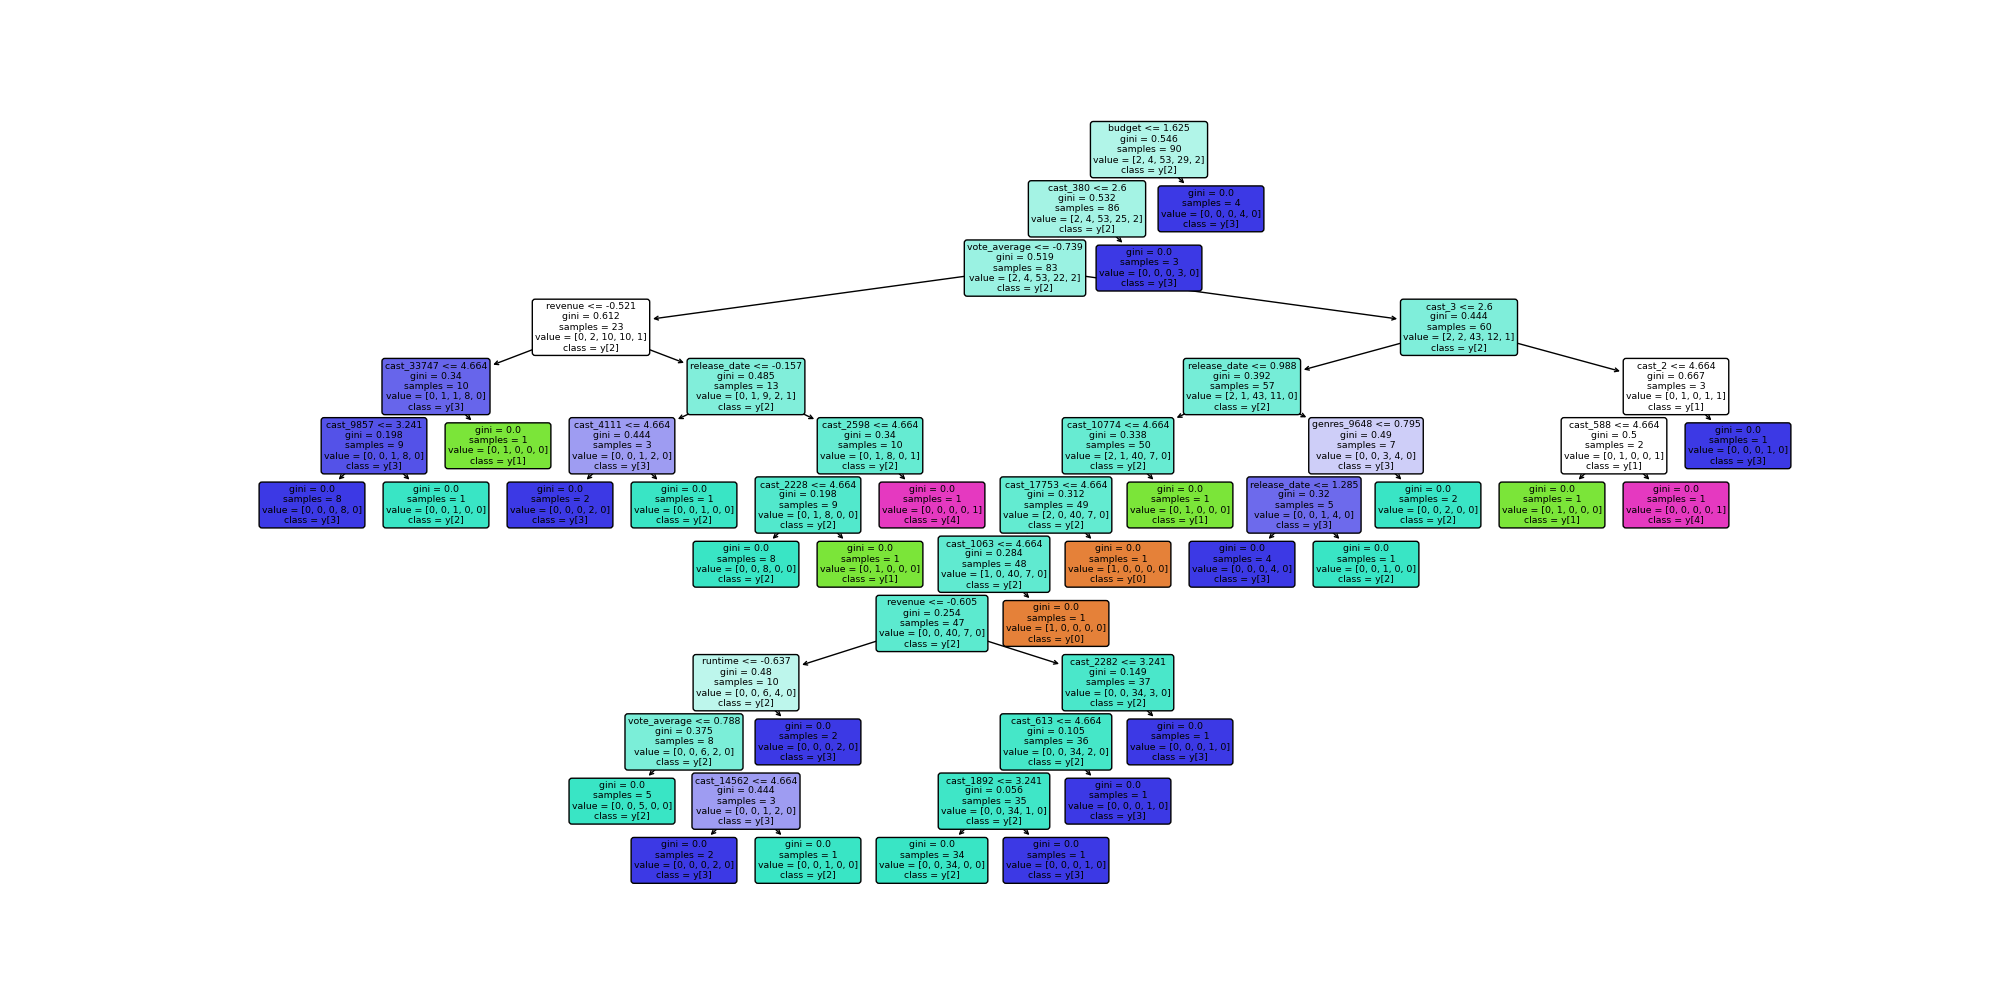 budget <= 1.625
gini = 0.546
samples = 90
value = [2, 4, 53, 29, 2]
class = y[2]
cast_380 <= 2.6
gini = 0.532
samples = 86
value = [2, 4, 53, 25, 2]
class = y[2]
gini = 0.0
samples = 4
value = [0, 0, 0, 4, 0]
class = y[3]
vote_average <= -0.739
gini = 0.519
samples = 83
value = [2, 4, 53, 22, 2]
class = y[2]
gini = 0.0
samples = 3
value = [0, 0, 0, 3, 0]
class = y[3]
revenue <= -0.521
gini = 0.612
samples = 23
value = [0, 2, 10, 10, 1]
class = y[2]
cast_3 <= 2.6
gini = 0.444
samples = 60
value = [2, 2, 43, 12, 1]
class = y[2]
cast_33747 <= 4.664
gini = 0.34
samples = 10
value = [0, 1, 1, 8, 0]
class = y[3]
release_date <= -0.157
gini = 0.485
samples = 13
value = [0, 1, 9, 2, 1]
class = y[2]
release_date <= 0.988
gini = 0.392
samples = 57
value = [2, 1, 43, 11, 0]
class = y[2]
cast_2 <= 4.664
gini = 0.667
samples = 3
value = [0, 1, 0, 1, 1]
class = y[1]
cast_9857 <= 3.241
gini = 0.198
samples = 9
value = [0, 0, 1, 8, 0]
class = y[3]
gini = 0.0
samples = 1
value = [0, 1, 0, 0, 0]
class = y[1]
cast_4111 <= 4.664
gini = 0.444
samples = 3
value = [0, 0, 1, 2, 0]
class = y[3]
cast_2598 <= 4.664
gini = 0.34
samples = 10
value = [0, 1, 8, 0, 1]
class = y[2]
cast_10774 <= 4.664
gini = 0.338
samples = 50
value = [2, 1, 40, 7, 0]
class = y[2]
genres_9648 <= 0.795
gini = 0.49
samples = 7
value = [0, 0, 3, 4, 0]
class = y[3]
cast_588 <= 4.664
gini = 0.5
samples = 2
value = [0, 1, 0, 0, 1]
class = y[1]
gini = 0.0
samples = 1
value = [0, 0, 0, 1, 0]
class = y[3]
gini = 0.0
samples = 8
value = [0, 0, 0, 8, 0]
class = y[3]
gini = 0.0
samples = 1
value = [0, 0, 1, 0, 0]
class = y[2]
gini = 0.0
samples = 2
value = [0, 0, 0, 2, 0]
class = y[3]
gini = 0.0
samples = 1
value = [0, 0, 1, 0, 0]
class = y[2]
cast_2228 <= 4.664
gini = 0.198
samples = 9
value = [0, 1, 8, 0, 0]
class = y[2]
gini = 0.0
samples = 1
value = [0, 0, 0, 0, 1]
class = y[4]
cast_17753 <= 4.664
gini = 0.312
samples = 49
value = [2, 0, 40, 7, 0]
class = y[2]
gini = 0.0
samples = 1
value = [0, 1, 0, 0, 0]
class = y[1]
release_date <= 1.285
gini = 0.32
samples = 5
value = [0, 0, 1, 4, 0]
class = y[3]
gini = 0.0
samples = 2
value = [0, 0, 2, 0, 0]
class = y[2]
gini = 0.0
samples = 1
value = [0, 1, 0, 0, 0]
class = y[1]
gini = 0.0
samples = 1
value = [0, 0, 0, 0, 1]
class = y[4]
gini = 0.0
samples = 8
value = [0, 0, 8, 0, 0]
class = y[2]
gini = 0.0
samples = 1
value = [0, 1, 0, 0, 0]
class = y[1]
cast_1063 <= 4.664
gini = 0.284
samples = 48
value = [1, 0, 40, 7, 0]
class = y[2]
gini = 0.0
samples = 1
value = [1, 0, 0, 0, 0]
class = y[0]
gini = 0.0
samples = 4
value = [0, 0, 0, 4, 0]
class = y[3]
gini = 0.0
samples = 1
value = [0, 0, 1, 0, 0]
class = y[2]
revenue <= -0.605
gini = 0.254
samples = 47
value = [0, 0, 40, 7, 0]
class = y[2]
gini = 0.0
samples = 1
value = [1, 0, 0, 0, 0]
class = y[0]
runtime <= -0.637
gini = 0.48
samples = 10
value = [0, 0, 6, 4, 0]
class = y[2]
cast_2282 <= 3.241
gini = 0.149
samples = 37
value = [0, 0, 34, 3, 0]
class = y[2]
vote_average <= 0.788
gini = 0.375
samples = 8
value = [0, 0, 6, 2, 0]
class = y[2]
gini = 0.0
samples = 2
value = [0, 0, 0, 2, 0]
class = y[3]
cast_613 <= 4.664
gini = 0.105
samples = 36
value = [0, 0, 34, 2, 0]
class = y[2]
gini = 0.0
samples = 1
value = [0, 0, 0, 1, 0]
class = y[3]
gini = 0.0
samples = 5
value = [0, 0, 5, 0, 0]
class = y[2]
cast_14562 <= 4.664
gini = 0.444
samples = 3
value = [0, 0, 1, 2, 0]
class = y[3]
cast_1892 <= 3.241
gini = 0.056
samples = 35
value = [0, 0, 34, 1, 0]
class = y[2]
gini = 0.0
samples = 1
value = [0, 0, 0, 1, 0]
class = y[3]
gini = 0.0
samples = 2
value = [0, 0, 0, 2, 0]
class = y[3]
gini = 0.0
samples = 1
value = [0, 0, 1, 0, 0]
class = y[2]
gini = 0.0
samples = 34
value = [0, 0, 34, 0, 0]
class = y[2]
gini = 0.0
samples = 1
value = [0, 0, 0, 1, 0]
class = y[3]